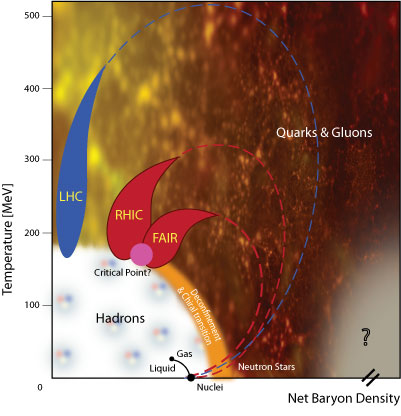 500
400
300
200
100
0
Temperature [MeV]
Quarks & Gluons
LHC
RHIC
FAIR
Critical Point?
Deconfinement
& Chiral transition
Hadrons
?
Gas
Liquid
Neutron Stars
Nuclei
Net Baryon Density